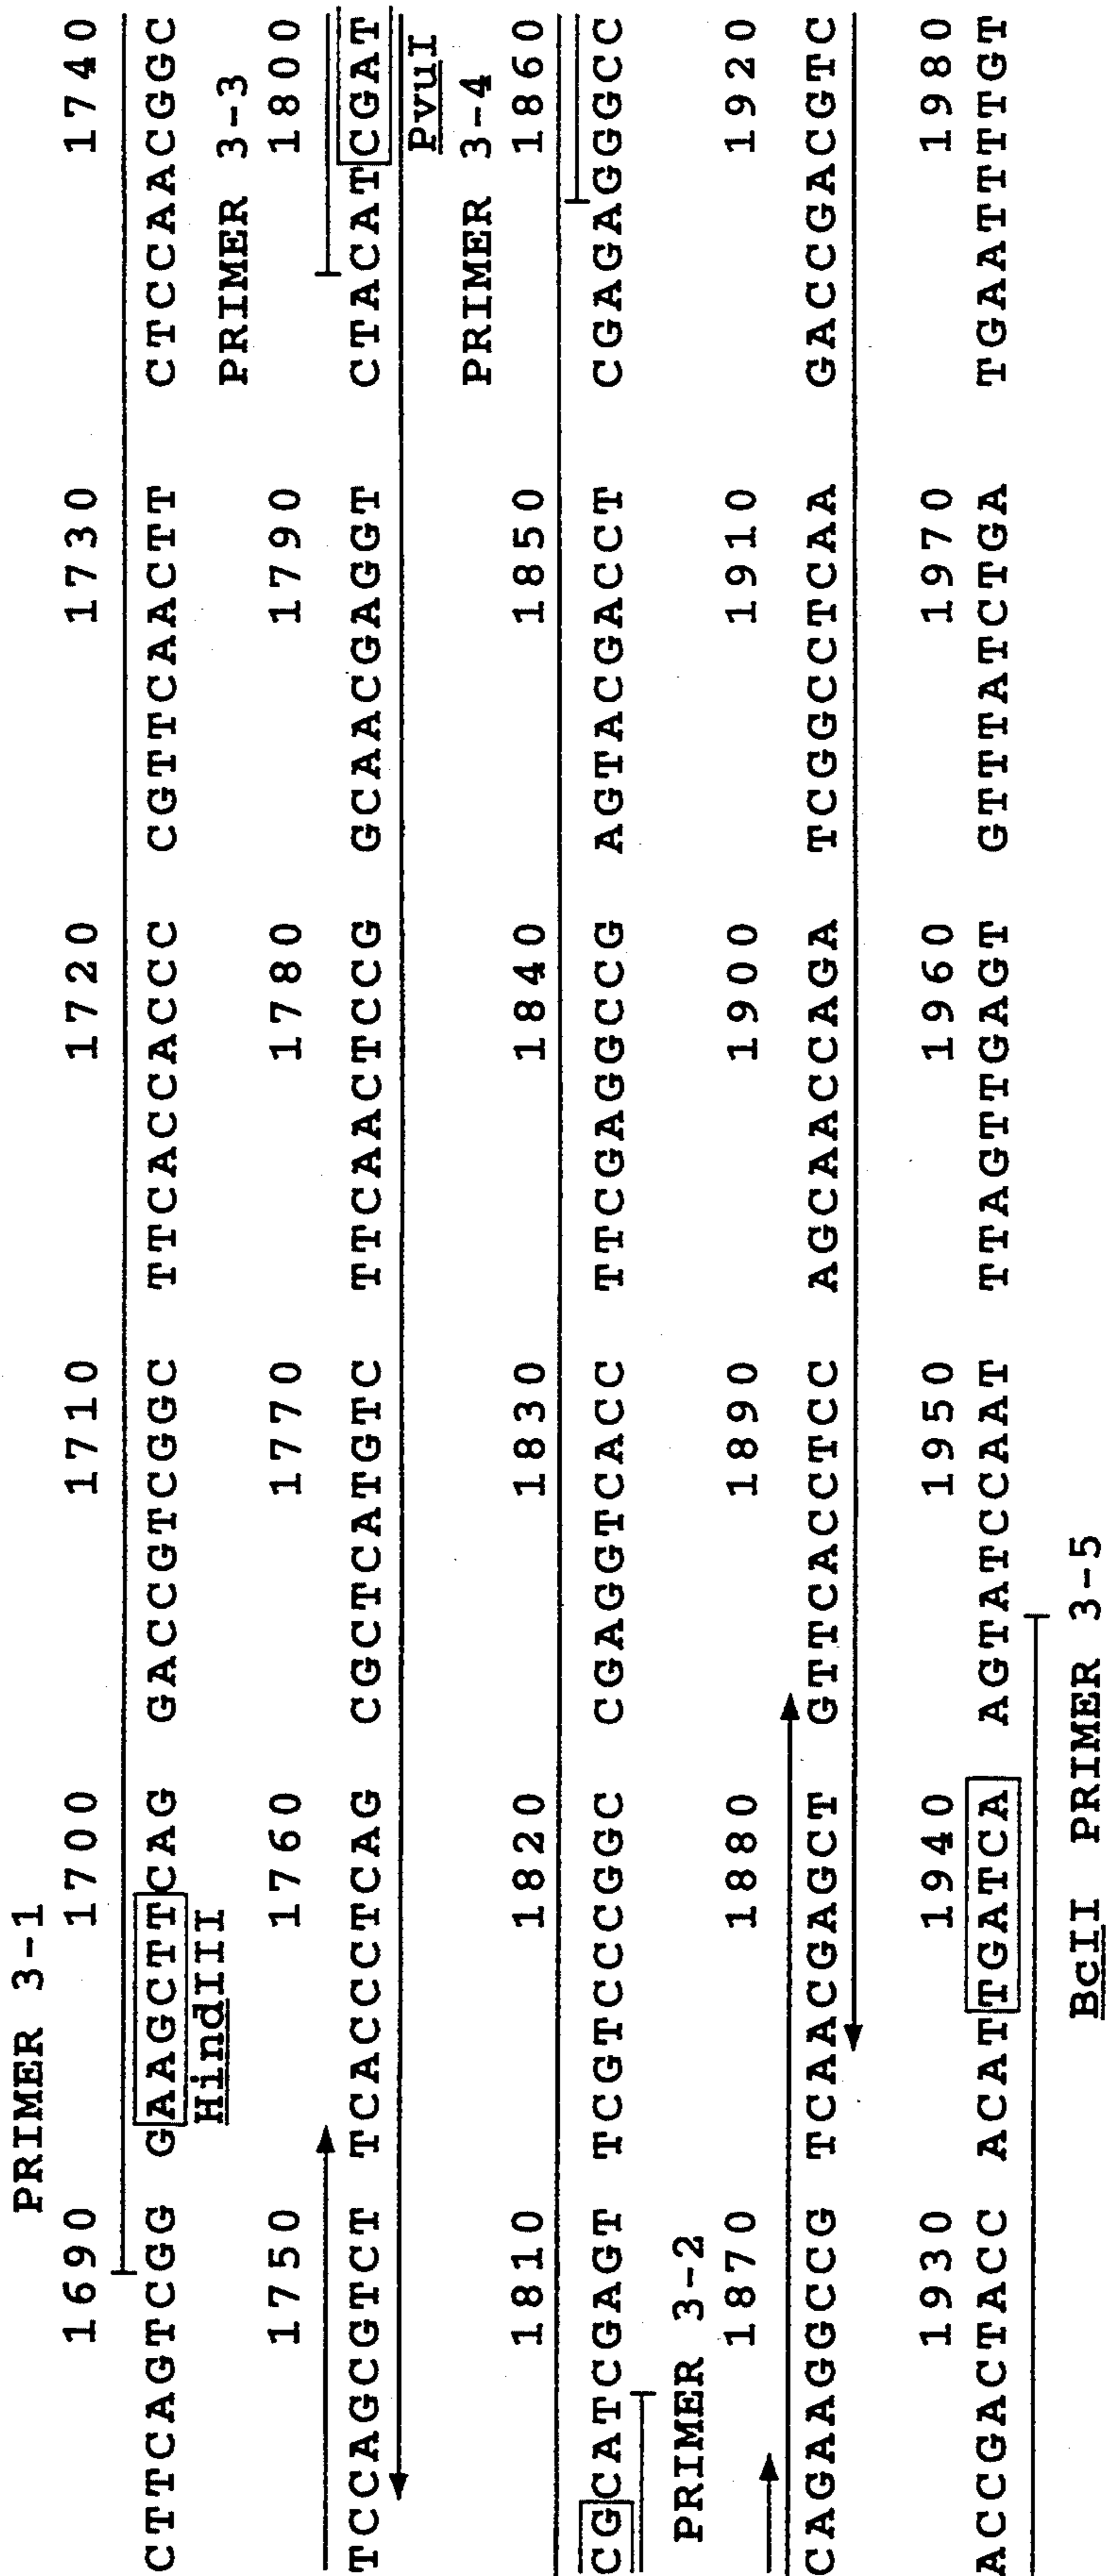 PRIMER 3-1
1690 1700 1710 1720 1730 1740
CTTCAGTCGG GAAGCTTCAG GACCGTCGGC TTCACCACCC CGTTCAACTT CTCCAACGGC
HindIII
PRIMER 3-3
1750 1760 1770 1780 1790 1800
TCCAGCGTCT TCACCCTCAG CGCTCATGTC TTCAACTCCG GCAACGAGGT CTACATCGAT
PvuI
PRIMER 3-4
1810 1820 1830 1840 1850 1860
CGCATCGAGT TCGTCCCGGC CGAGGTCACC TTCGAGGCCG AGTACGACCT CGAGAGGGCC
PRIMER 3-2
1870 1880 1890 1900 1910 1920
CAGAAGGCCG TCAACGAGCT GTTCACCTCC AGCAACCAGA TCGGCCTCAA GACCGACGTC
1930 1940 1950 1960 1970 1980
ACCGACTACC ACATTGATCA AGTATCCAAT TTAGTTGAGT GTTTATCTGA TGAATTTTGT
BclI PRIMER 3-5